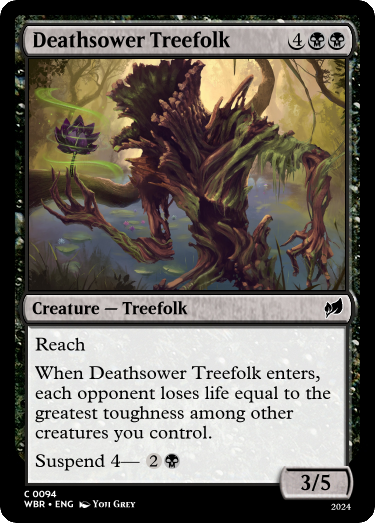 Deathsower Treefolk 4
Creature — Treefolk
Reach
When Deathsower Treefolk enters,
each opponent loses life equal to the
greatest toughness among other
creatures you control.
Suspend 4— 2
3/5
C 0094
WBR • ENG Yofi Grey
2024